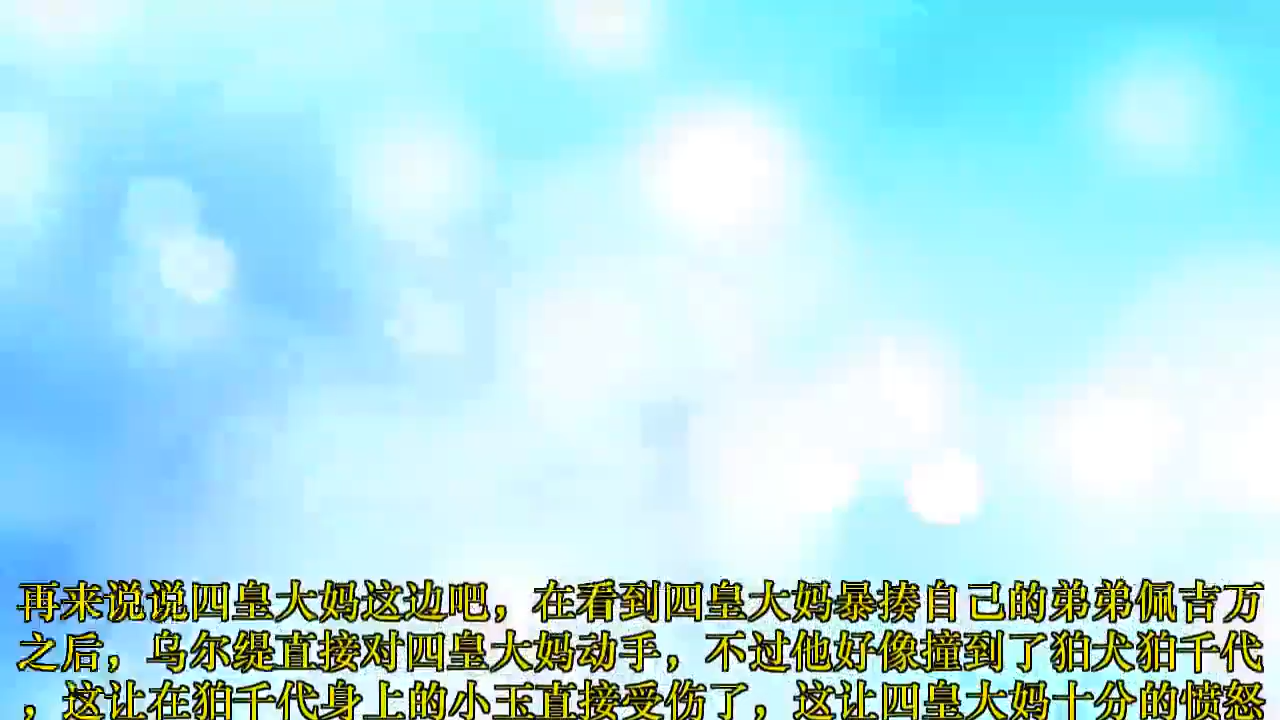 再来说说四皇大妈这边吧，在看到四皇大妈暴揍自己的弟弟佩吉万
之后，乌尔缇直接对四皇大妈动手，不过他好像撞到了狛犬狛千代
，这让在狛千代身上的小玉直接受伤了，这让四皇大妈十分的愤怒